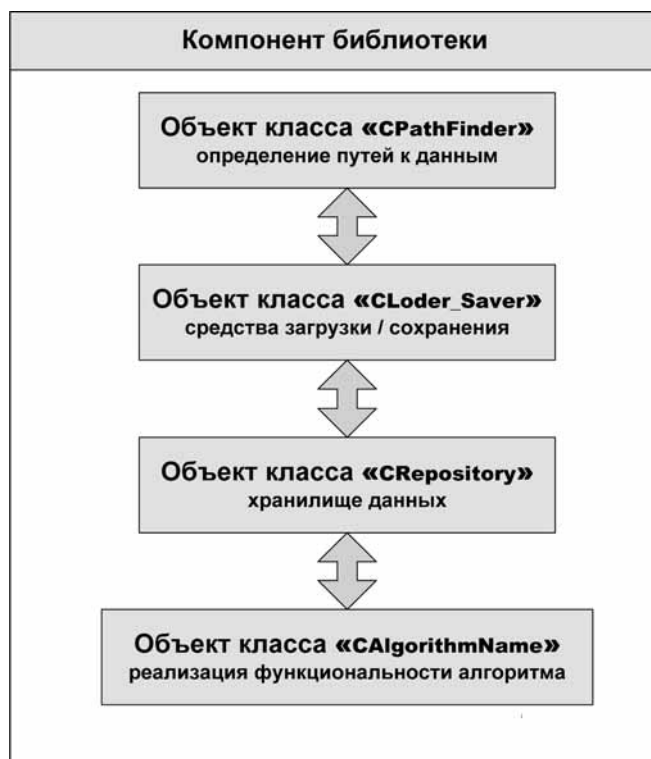 Компонент библиотеки
Объект класса «CPathFinder»
определение путей к данным
Объект класса «CLoder_Saver»
средства загрузки / сохранения
Объект класса «CRepository»
хранилище данных
Объект класса «CAlgorithmName»
реализация функциональности алгоритма